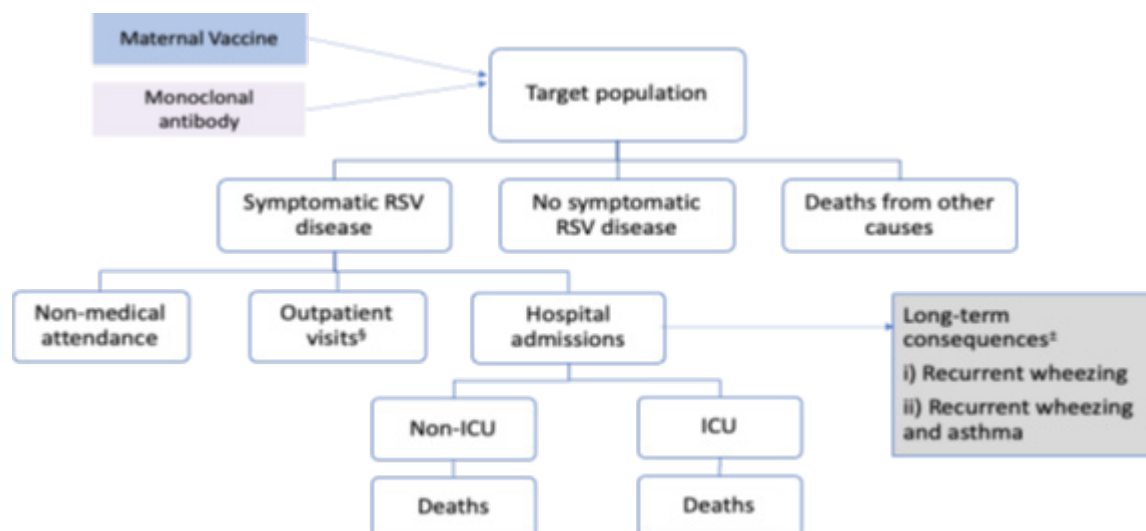 Maternal Vaccine
Monoclonal
antibody
Target population
Symptomatic RSV
disease
No symptomatic
RSV disease
Deaths from other
causes
Non-medical
attendance
Outpatient
visits§
Hospital
admissions
Long-term
consequences‡
i) Recurrent wheezing
ii) Recurrent wheezing
and asthma
Non-ICU
ICU
Deaths
Deaths